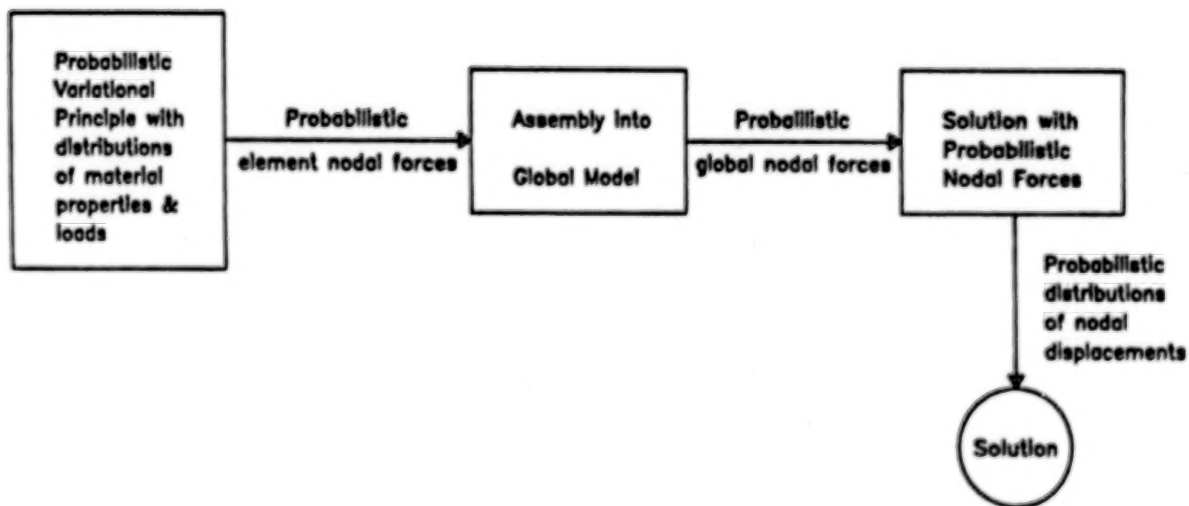 Probabilistic
Variational
Principle with
distributions
of material
properties &
loads
Probabilistic
element nodal forces
Assembly into
Global Model
Probalilistic
global nodal forces
Solution with
Probabilistic
Nodal Forces
Probabilistic
distributions
of nodal
displacements
Solution